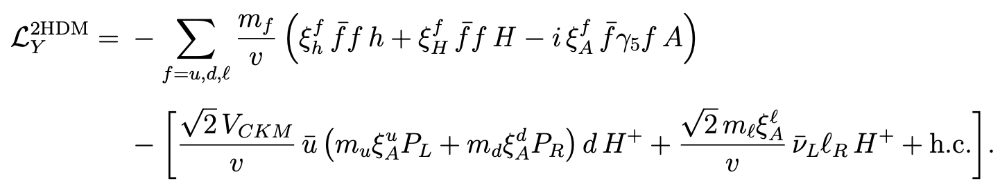 $\mathcal{L}_Y^{\mathrm{2HDM}} = -\sum_{f=u,d,\ell} \frac{m_f}{v} \left( \xi_h^f \, \bar{f} f \, h + \xi_H^f \, \bar{f} f \, H - i \, \xi_A^f \, \bar{f} \gamma_5 f \, A \right)$
$- \left[ \frac{\sqrt{2} \, V_{CKM}}{v} \, \bar{u} \left( m_u \xi_A^u P_L + m_d \xi_A^d P_R \right) d \, H^+ + \frac{\sqrt{2} \, m_\ell \xi_A^\ell}{v} \, \bar{\nu}_L \ell_R \, H^+ + \mathrm{h.c.} \right].$